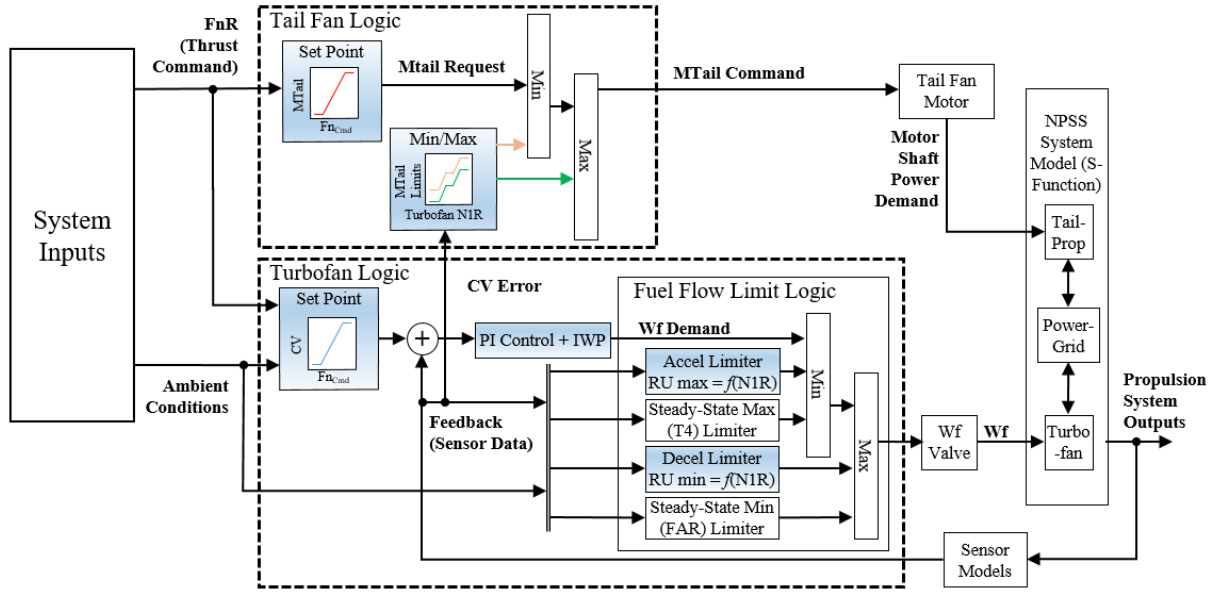 System
Inputs
FnR
(Thrust
Command)
Ambient
Conditions
Tail Fan Logic
Set Point
MTail
FnCmd
Mtail Request
Min
Max
Min/Max
MTail
Limits
Turbofan N1R
MTail Command
Tail Fan
Motor
Motor
Shaft
Power
Demand
NPSS
System
Model (S-
Function)
Tail-
Prop
Power-
Grid
Turbo
-fan
Propulsion
System
Outputs
Turbofan Logic
Set Point
CV
FnCmd
CV Error
+
PI Control + IWP
Feedback
(Sensor Data)
Fuel Flow Limit Logic
Wf Demand
Accel Limiter
RU max = f(N1R)
Steady-State Max
(T4) Limiter
Decel Limiter
RU min = f(N1R)
Steady-State Min
(FAR) Limiter
Min
Max
Wf
Valve
Wf
Sensor
Models